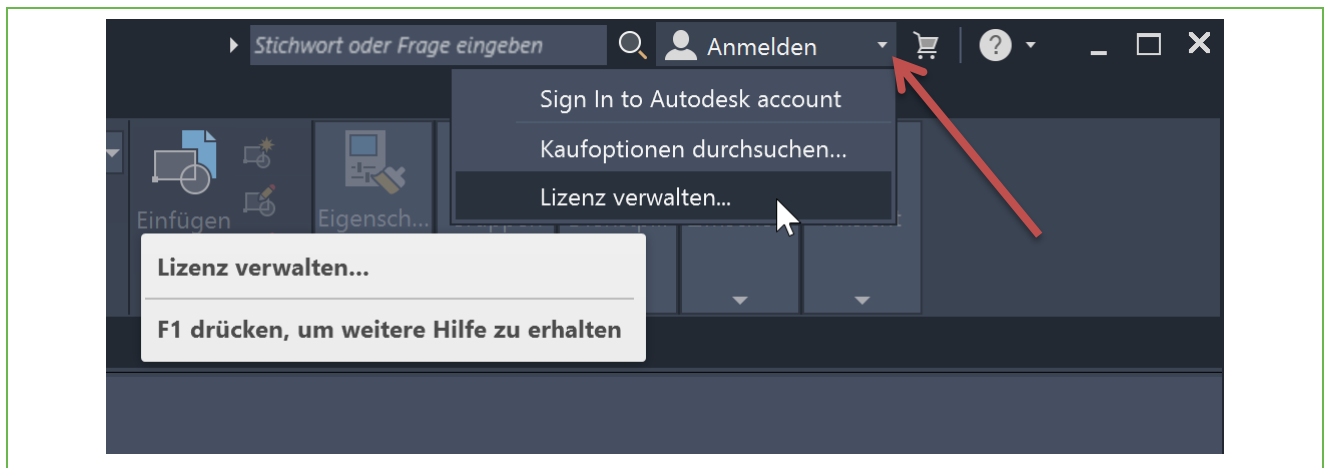 Stichwort oder Frage eingeben
Anmelden
?
Sign In to Autodesk account
Kaufoptionen durchsuchen...
Lizenz verwalten...
Einfügen
Eigensch...
Lizenz verwalten...
F1 drücken, um weitere Hilfe zu erhalten